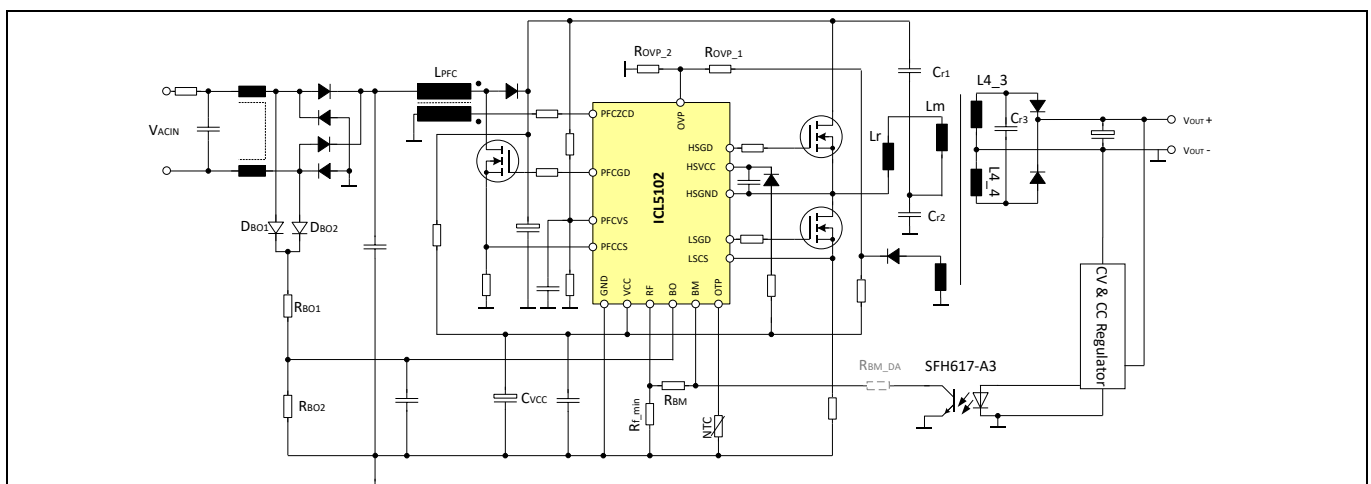 ROVP_2
ROVP_1
LPFC
Cr1
L4_3
PFCZCD
OVP
Lm
Cr3
VACIN
HSGD
Lr
VOUT+
VOUT-
PFCGD
HSVCC
ICL5102
HSGND
L4_4
DBO1
DBO2
PFCVS
Cr2
LSGD
PFCCS
LSCS
GND
VCC
RF
BO
BM
OTP
CV & CC Regulator
RBO1
RBM_DA
SFH617-A3
RBO2
CVCC
RBM
Rf_min
NTC